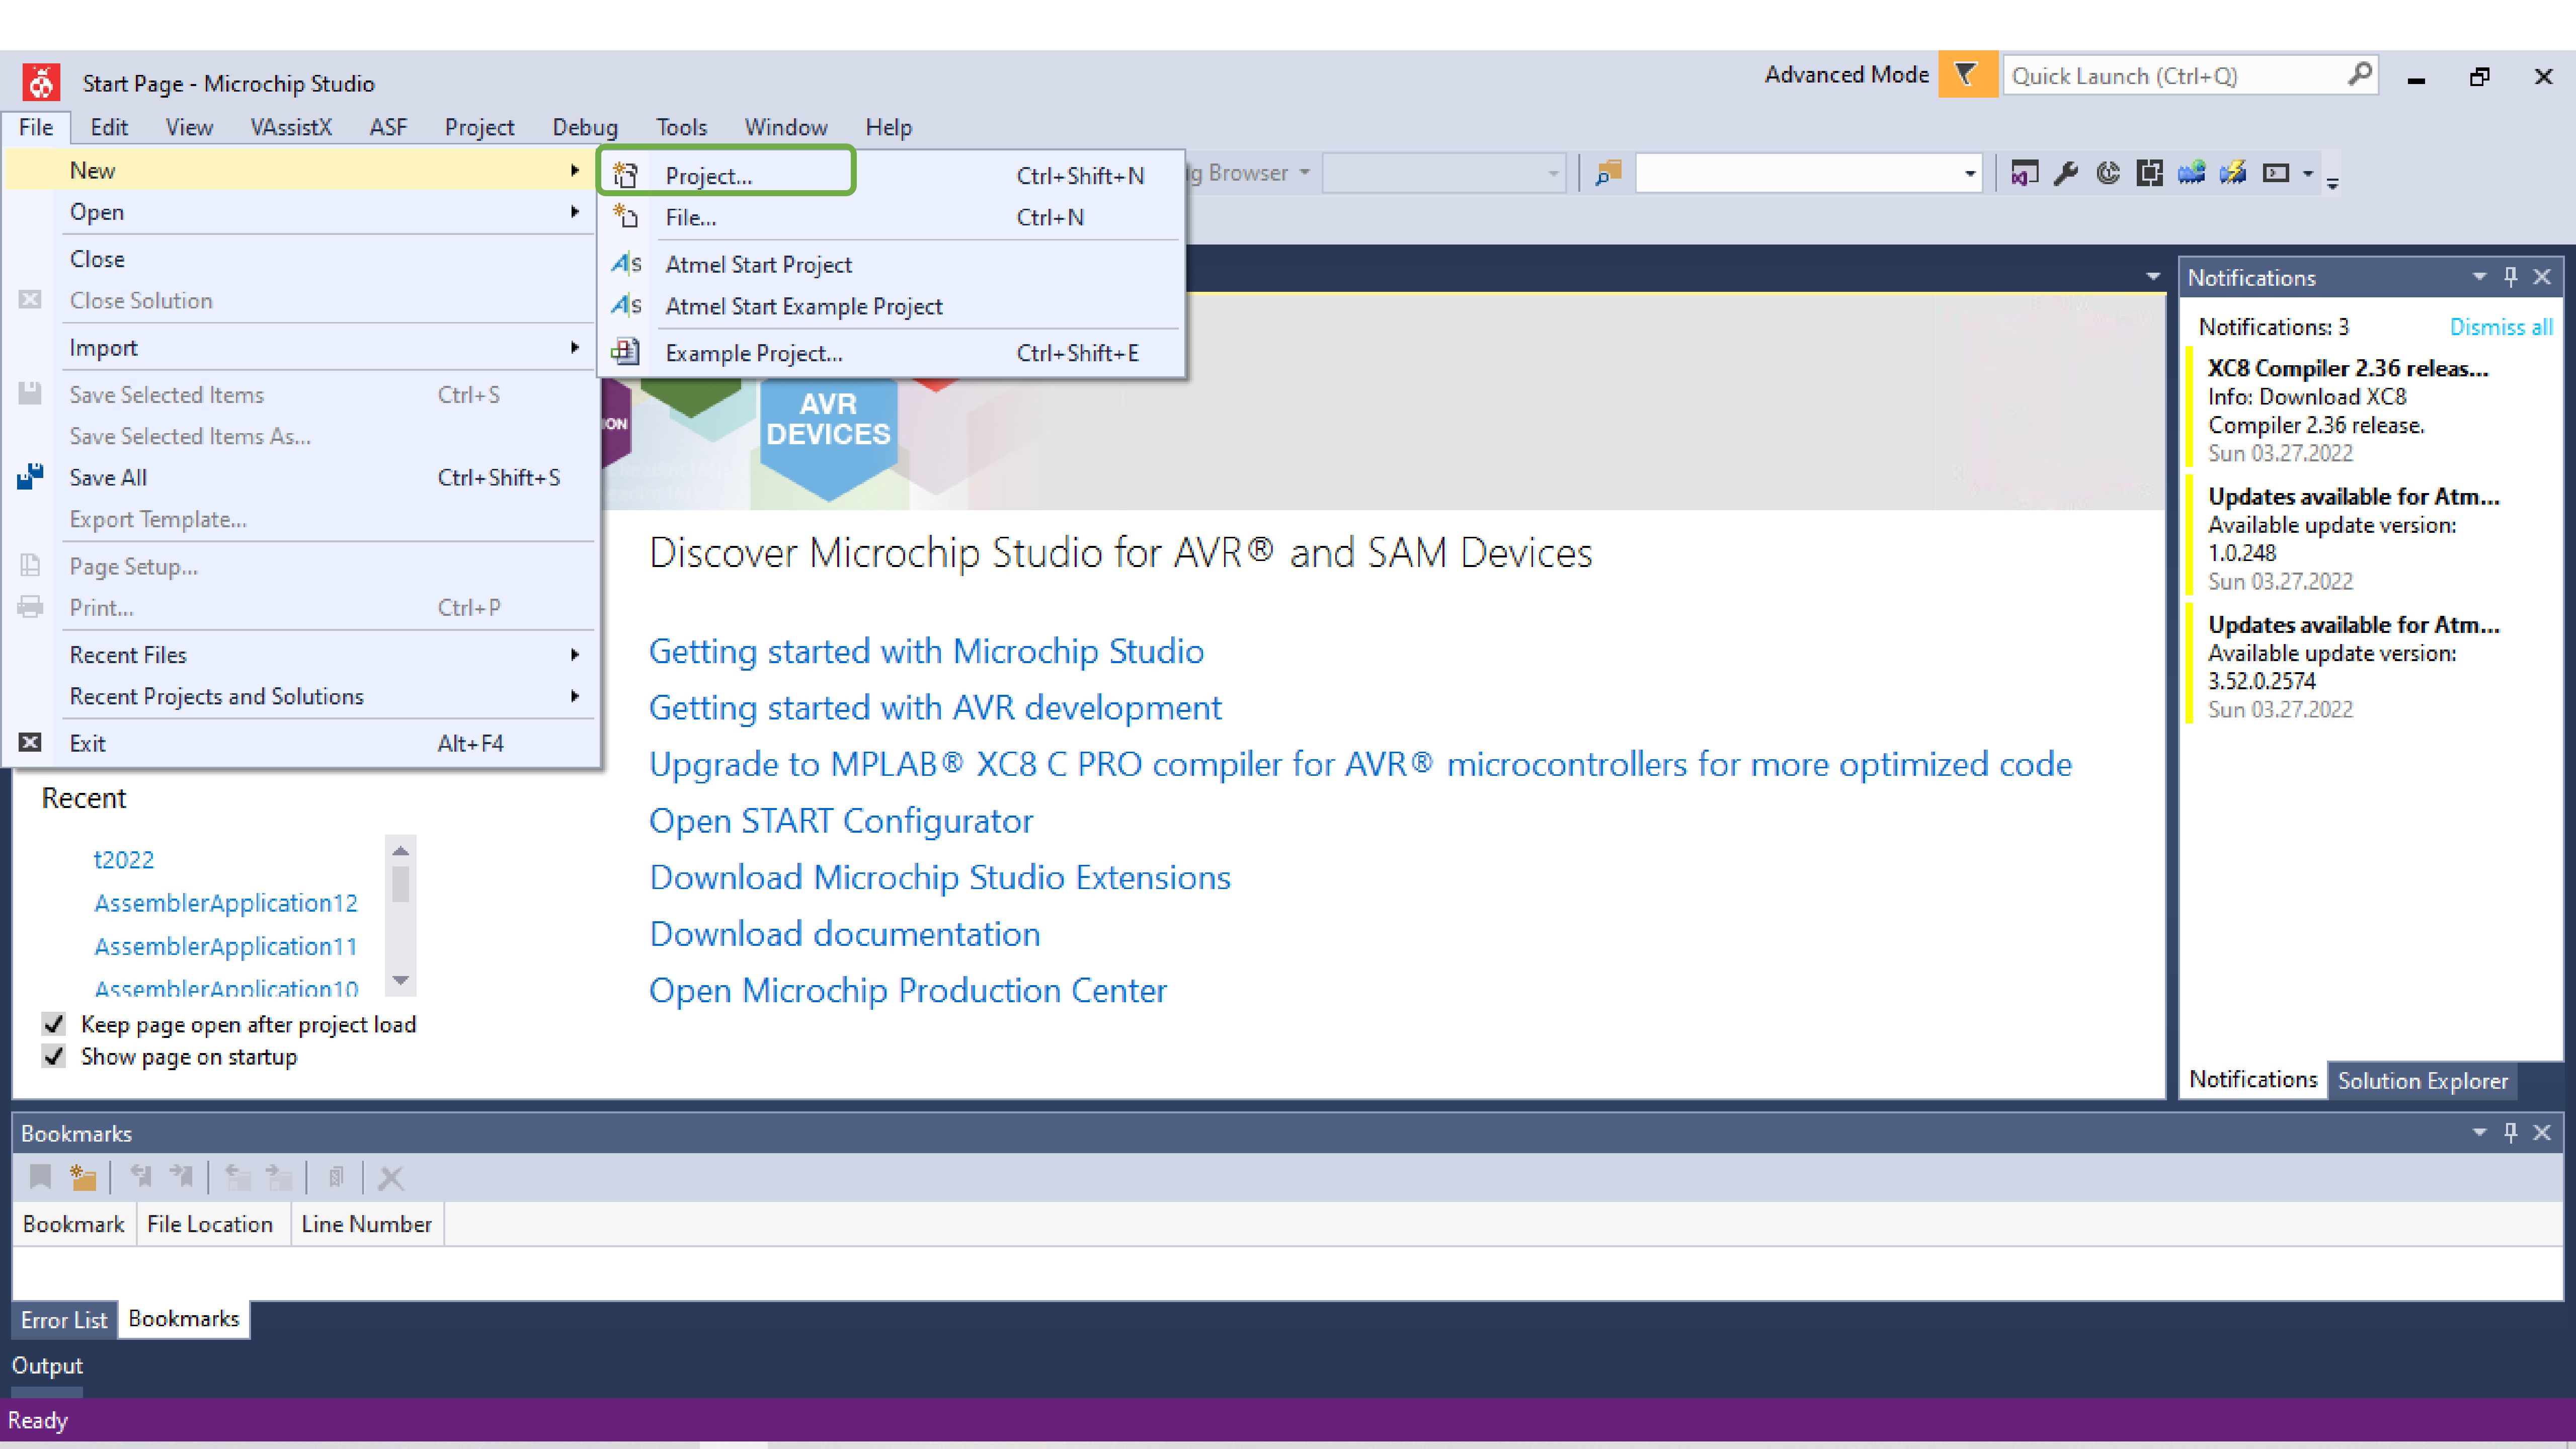 Start Page - Microchip Studio
Advanced Mode
Quick Launch (Ctrl+Q)
File Edit View VAssistX ASF Project Debug Tools Window Help
New
Open
Close
Close Solution
Import
Save Selected Items Ctrl+S
Save Selected Items As...
Save All Ctrl+Shift+S
Export Template...
Page Setup...
Print... Ctrl+P
Recent Files
Recent Projects and Solutions
Exit Alt+F4
Project... Ctrl+Shift+N
File... Ctrl+N
Atmel Start Project
Atmel Start Example Project
Example Project... Ctrl+Shift+E
Browser
AVR
DEVICES
Discover Microchip Studio for AVR® and SAM Devices
Getting started with Microchip Studio
Getting started with AVR development
Upgrade to MPLAB® XC8 C PRO compiler for AVR® microcontrollers for more optimized code
Open START Configurator
Download Microchip Studio Extensions
Download documentation
Open Microchip Production Center
Recent
t2022
AssemblerApplication12
AssemblerApplication11
AssemblerApplication10
Keep page open after project load
Show page on startup
Notifications
Notifications: 3 Dismiss all
XC8 Compiler 2.36 releas...
Info: Download XC8
Compiler 2.36 release.
Sun 03.27.2022
Updates available for Atm...
Available update version:
1.0.248
Sun 03.27.2022
Updates available for Atm...
Available update version:
3.52.0.2574
Sun 03.27.2022
Notifications Solution Explorer
Bookmarks
Bookmark File Location Line Number
Error List Bookmarks
Output
Ready